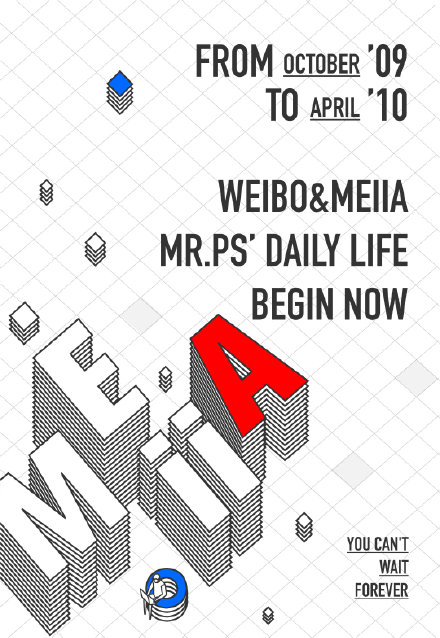 FROM OCTOBER ’09
TO APRIL ’10
WEIBO&MEIIA
MR.PS’ DAILY LIFE
BEGIN NOW
MEiiA
YOU CAN'T
WAIT
FOREVER